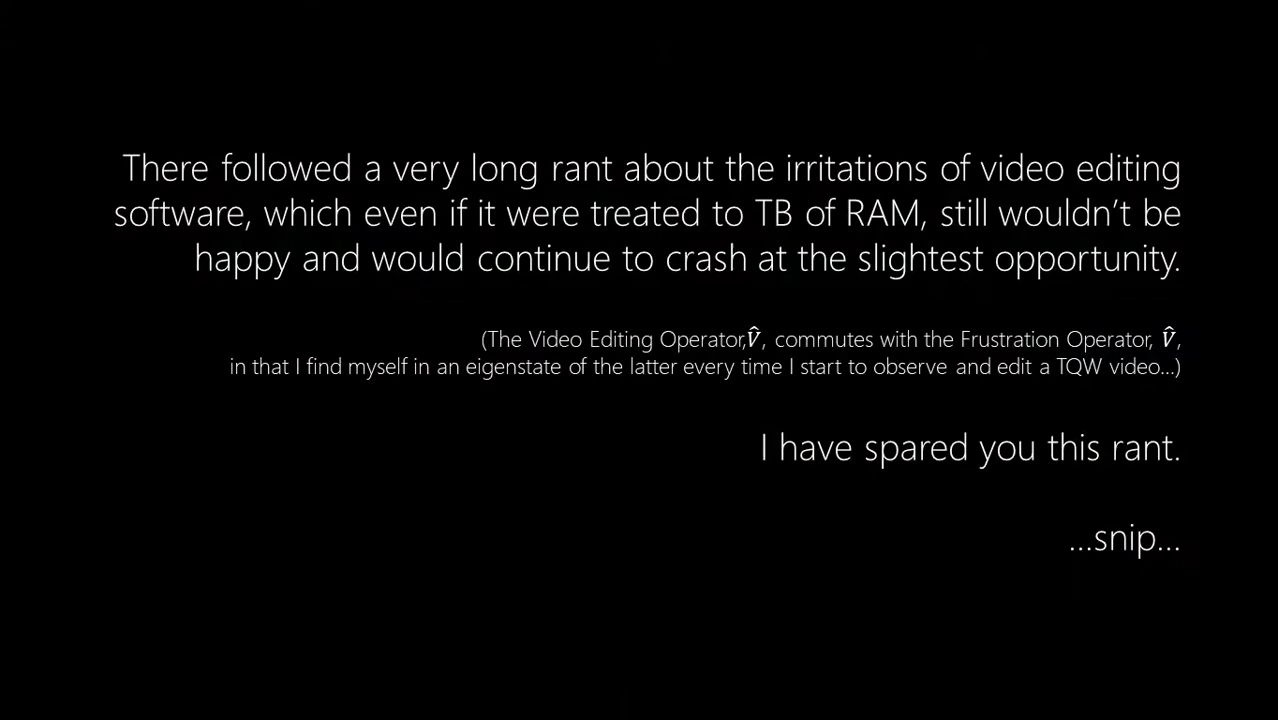 There followed a very long rant about the irritations of video editing
software, which even if it were treated to TB of RAM, still wouldn't be
happy and would continue to crash at the slightest opportunity.
(The Video Editing Operator,V̂, commutes with the Frustration Operator, V̂,
in that I find myself in an eigenstate of the latter every time I start to observe and edit a TQW video...)
I have spared you this rant.
...snip...